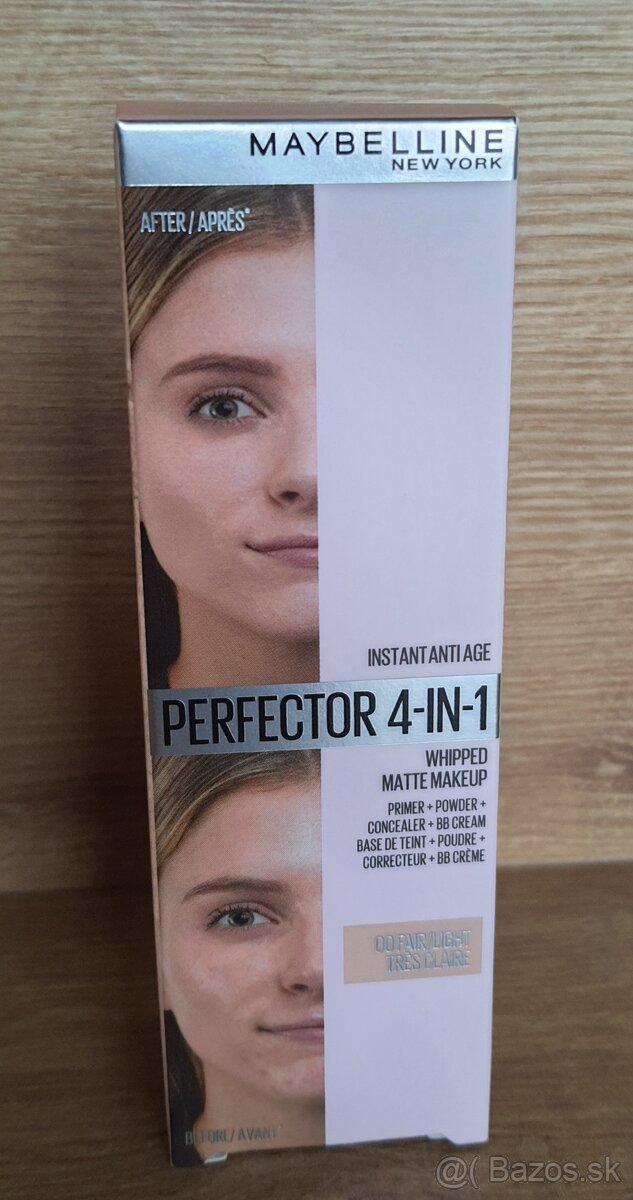 MAYBELLINE
NEW YORK
AFTER / APRÈS*
INSTANT ANTI AGE
PERFECTOR 4-IN-1
WHIPPED
MATTE MAKEUP
PRIMER + POWDER +
CONCEALER + BB CREAM
BASE DE TEINT + POUDRE +
CORRECTEUR + BB CRÈME
00 FAIR/LIGHT
TRÈS CLAIRE
BEFORE / AVANT
@( Bazos.sk